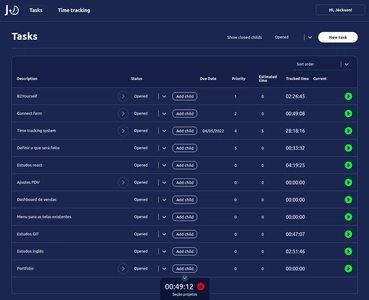 Tasks Time tracking Hi, Jéckson!
Tasks Show closed childs Opened New task
Sort order
Description Status Due Date Priority Estimated time Tracked time Current
B2Yourself Opened Add child 1 0 02:26:45
Connect farm Opened Add child 2 0 00:49:08
Time tracking system Opened Add child 04/05/2022 4 3 28:18:16
Definir o que será feito Opened Add child 3 0 00:33:32
Estudos react Opened Add child 0 0 04:19:25
Ajustes PDV Opened Add child 0 0 00:00:00
Dashboard de vendas Opened Add child 0 0 00:00:00
Menu para as telas existentes Opened Add child 0 0 00:00:00
Estudos GIT Opened Add child 0 0 00:47:07
Estudos inglês Opened Add child 0 0 02:51:46
Portfolio Opened Add child 0 0 00:00:00
00:49:12
Seção projetos